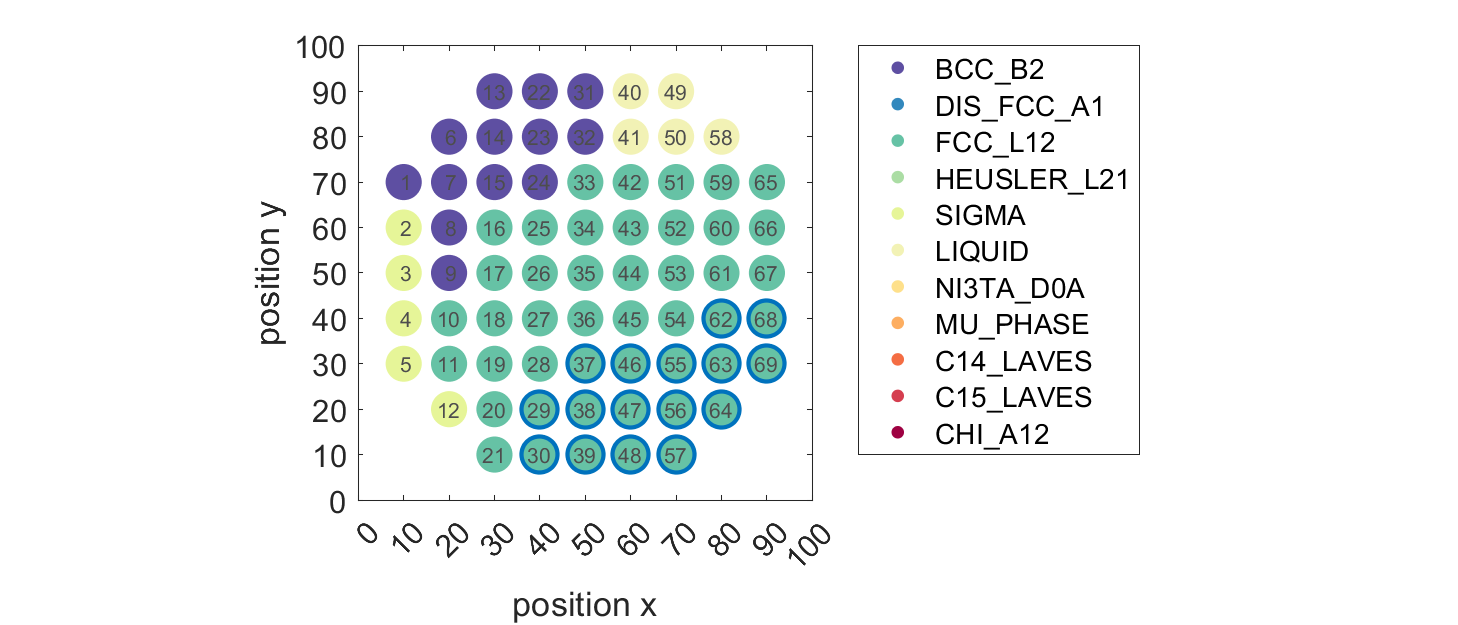 100
90
80
70
60
50
40
30
20
10
0
position y
13 22 31 40 49
6 14 23 32 41 50 58
1 7 15 24 33 42 51 59 65
2 8 16 25 34 43 52 60 66
3 9 17 26 35 44 53 61 67
4 10 18 27 36 45 54 62 68
5 11 19 28 37 46 55 63 69
12 20 29 38 47 56 64
21 30 39 48 57
0 10 20 30 40 50 60 70 80 90 100
position x
BCC_B2
DIS_FCC_A1
FCC_L12
HEUSLER_L21
SIGMA
LIQUID
NI3TA_D0A
MU_PHASE
C14_LAVES
C15_LAVES
CHI_A12